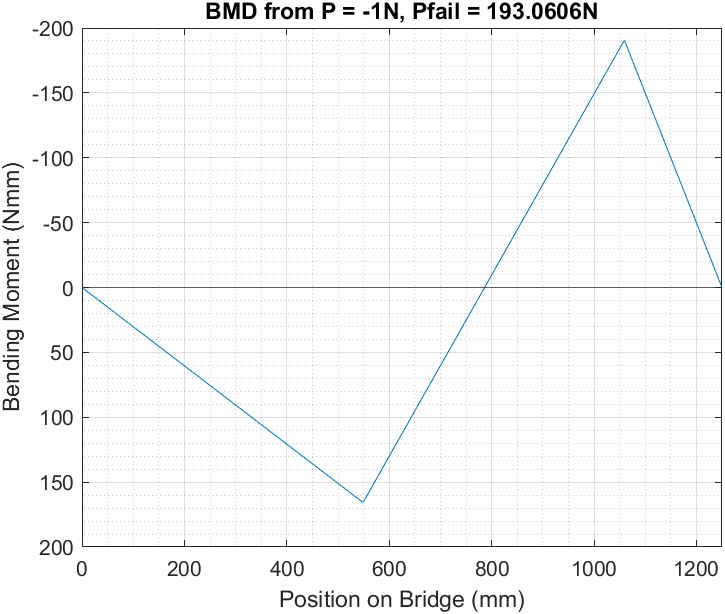 BMD from P = -1N, Pfail = 193.0606N
Bending Moment (Nmm)
-200
-150
-100
-50
0
50
100
150
200
0 200 400 600 800 1000 1200
Position on Bridge (mm)